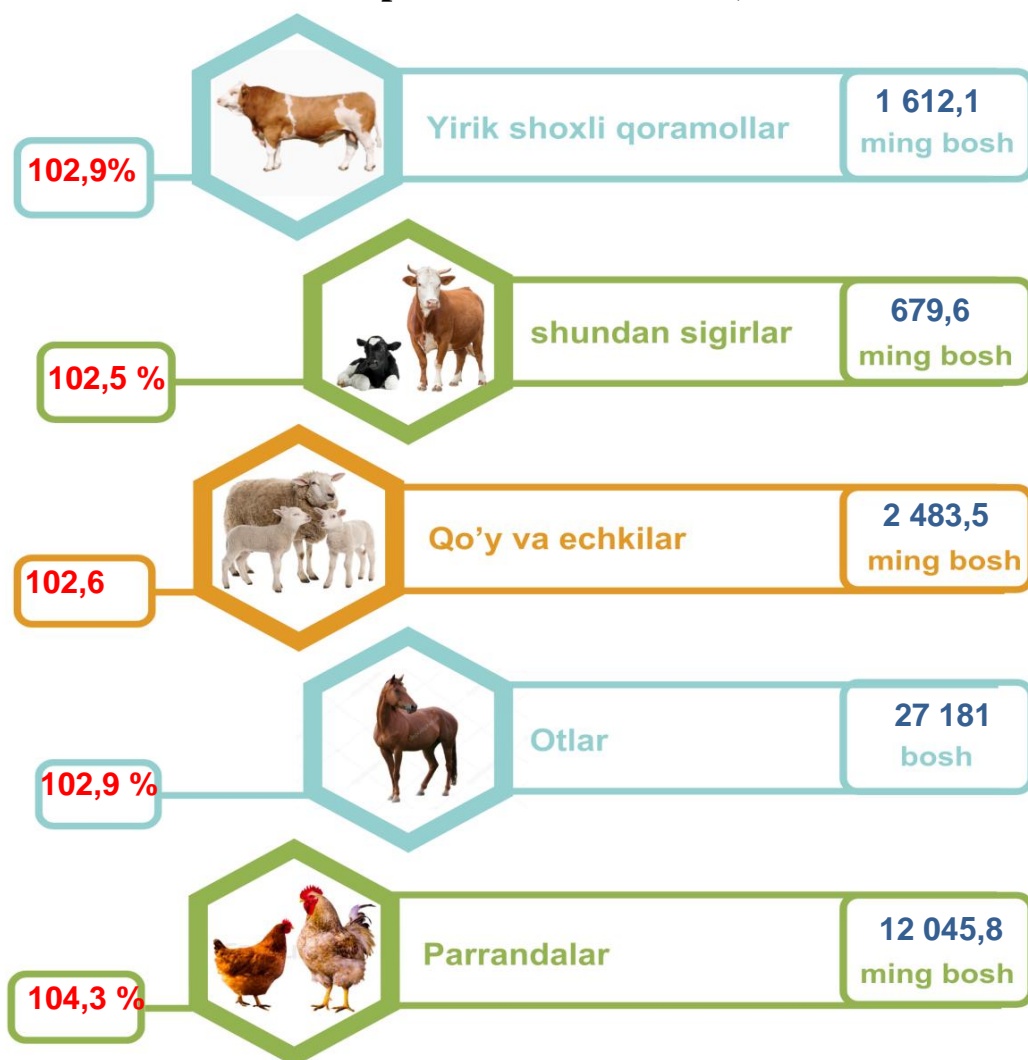 Yirik shoxli qoramollar
1 612,1
ming bosh
102,9%
shundan sigirlar
679,6
ming bosh
102,5 %
Qo’y va echkilar
2 483,5
ming bosh
102,6
Otlar
27 181
bosh
102,9 %
Parrandalar
12 045,8
ming bosh
104,3 %